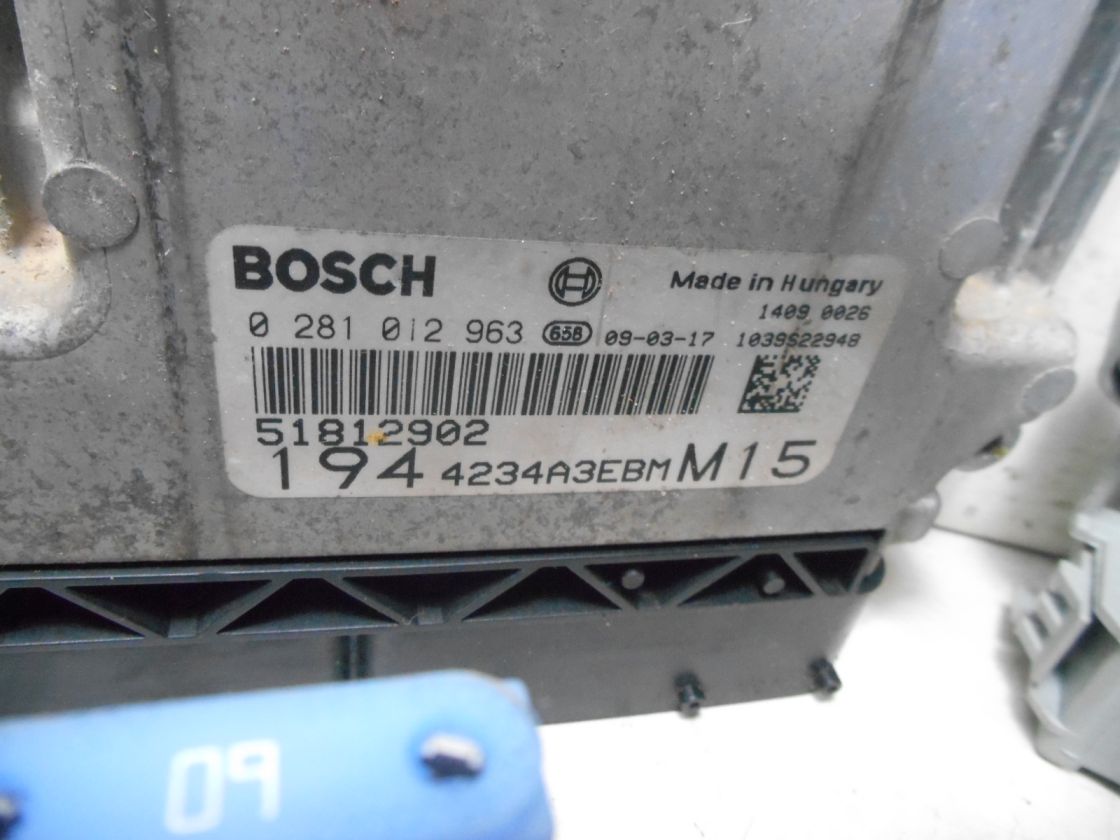 BOSCH
Made in Hungary
1409 0026
0 281 012 963 658 09-03-17 1039S22948
51812902
194 4234A3EBM M15
09